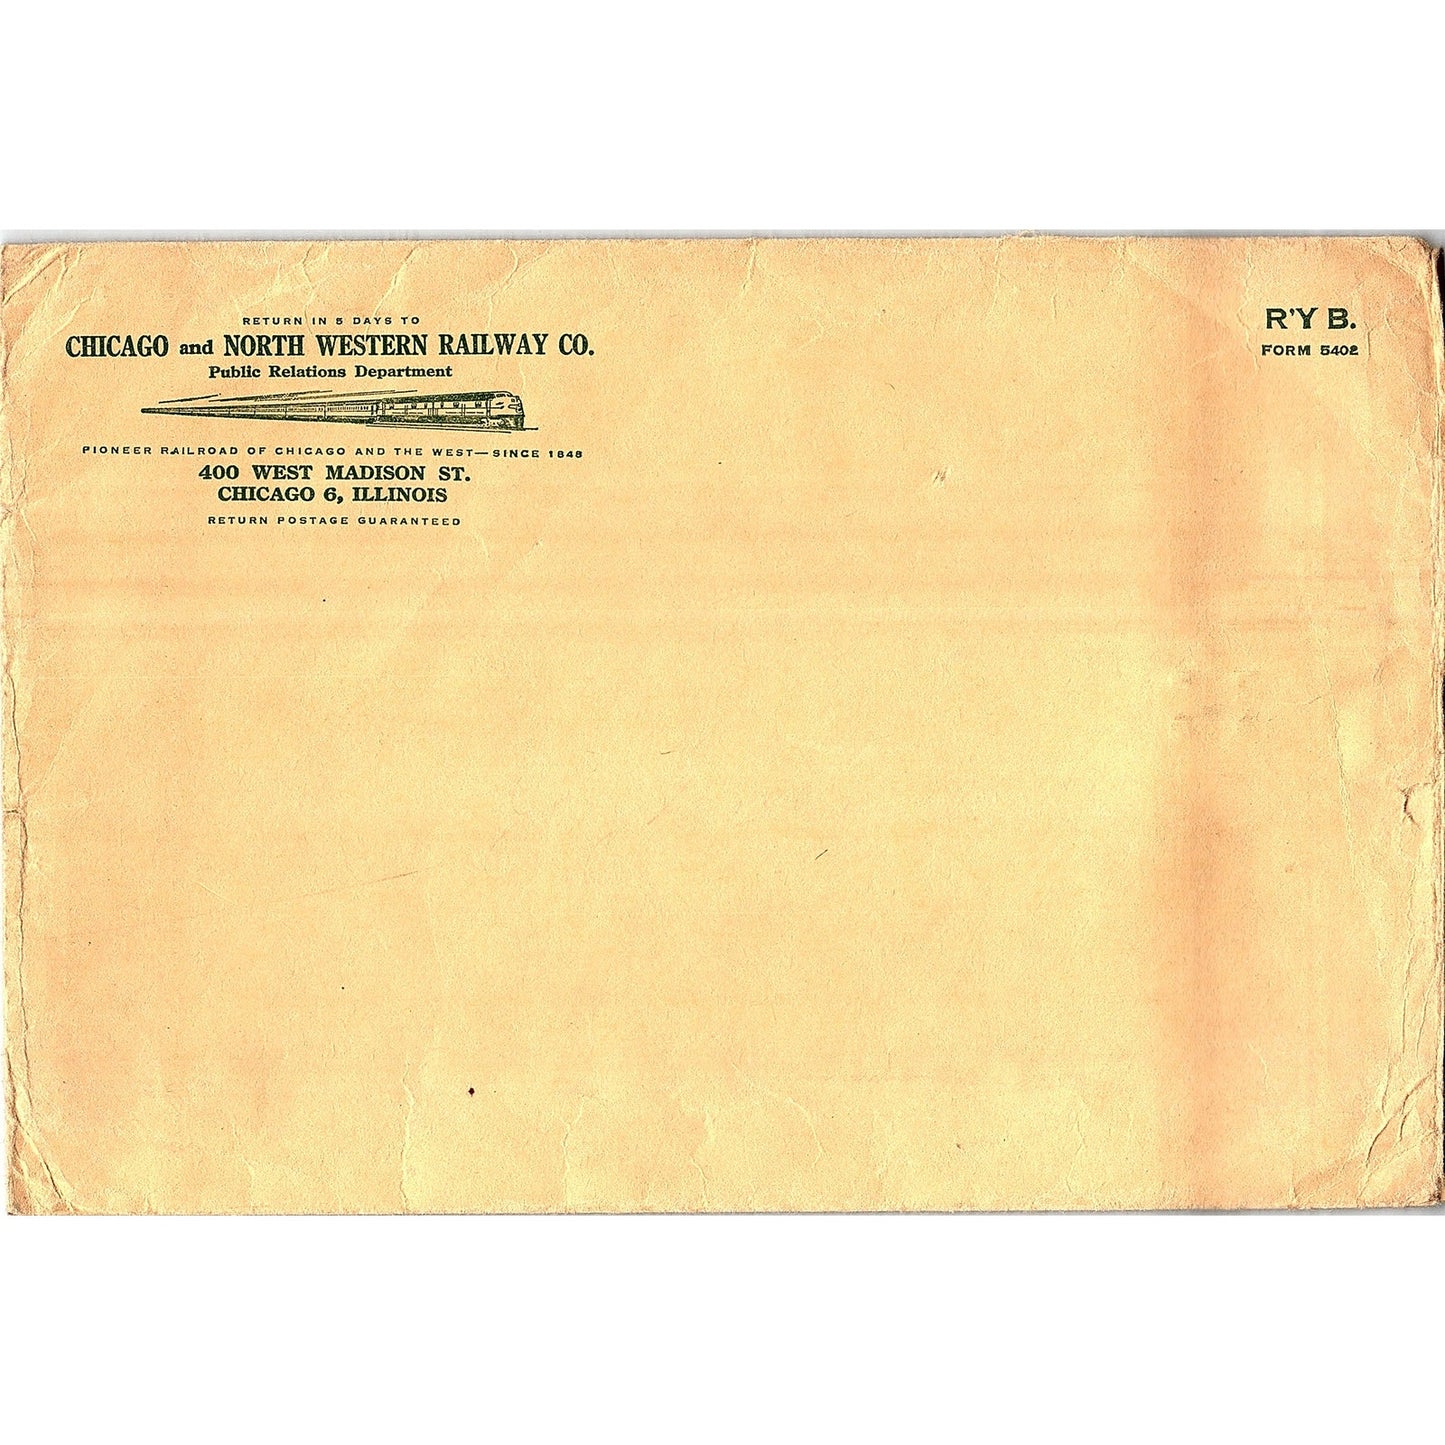 RETURN IN 5 DAYS TO
CHICAGO and NORTH WESTERN RAILWAY CO.
Public Relations Department
PIONEER RAILROAD OF CHICAGO AND THE WEST—SINCE 1848
400 WEST MADISON ST.
CHICAGO 6, ILLINOIS
RETURN POSTAGE GUARANTEED
R'Y B.
FORM 5402